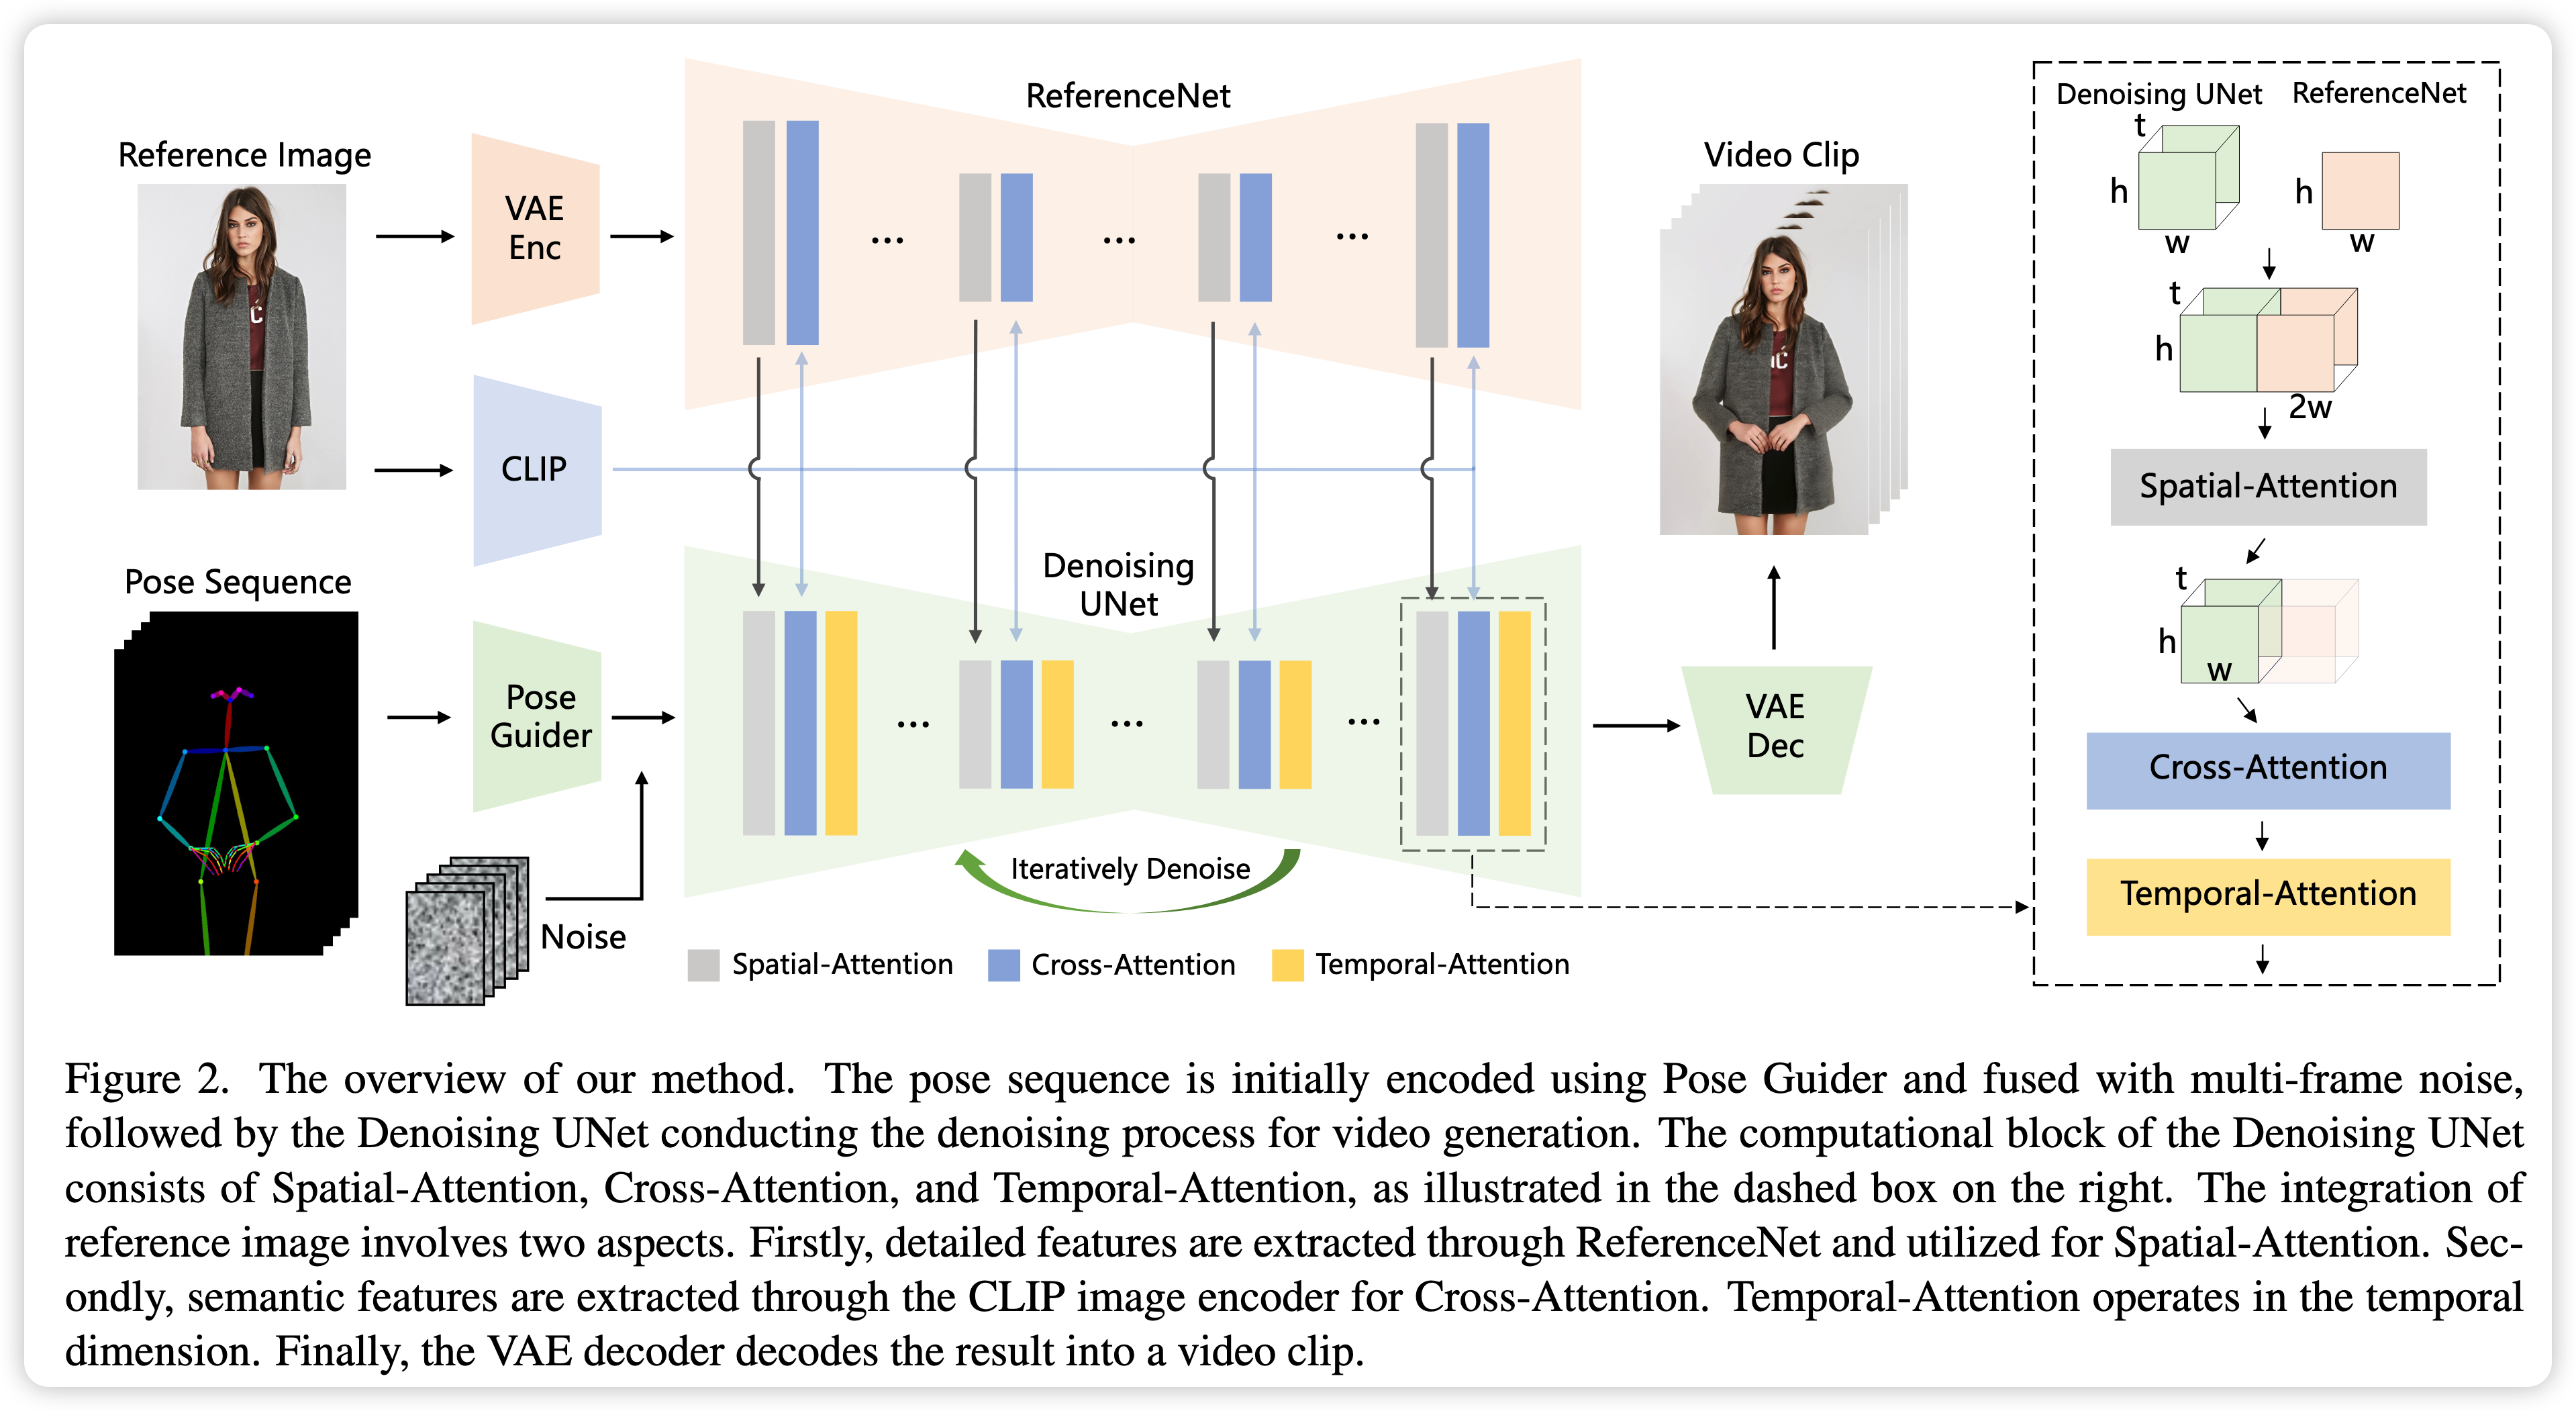 ReferenceNet
Reference Image
VAE
Enc
CLIP
Pose Sequence
Pose
Guider
Noise
Denoising
UNet
Iteratively Denoise
Spatial-Attention
Cross-Attention
Temporal-Attention
Video Clip
VAE
Dec
Denoising UNet
ReferenceNet
t
h
w
h
w
t
h
2w
Spatial-Attention
t
h
w
Cross-Attention
Temporal-Attention
Figure 2. The overview of our method. The pose sequence is initially encoded using Pose Guider and fused with multi-frame noise,
followed by the Denoising UNet conducting the denoising process for video generation. The computational block of the Denoising UNet
consists of Spatial-Attention, Cross-Attention, and Temporal-Attention, as illustrated in the dashed box on the right. The integration of
reference image involves two aspects. Firstly, detailed features are extracted through ReferenceNet and utilized for Spatial-Attention. Sec-
ondly, semantic features are extracted through the CLIP image encoder for Cross-Attention. Temporal-Attention operates in the temporal
dimension. Finally, the VAE decoder decodes the result into a video clip.